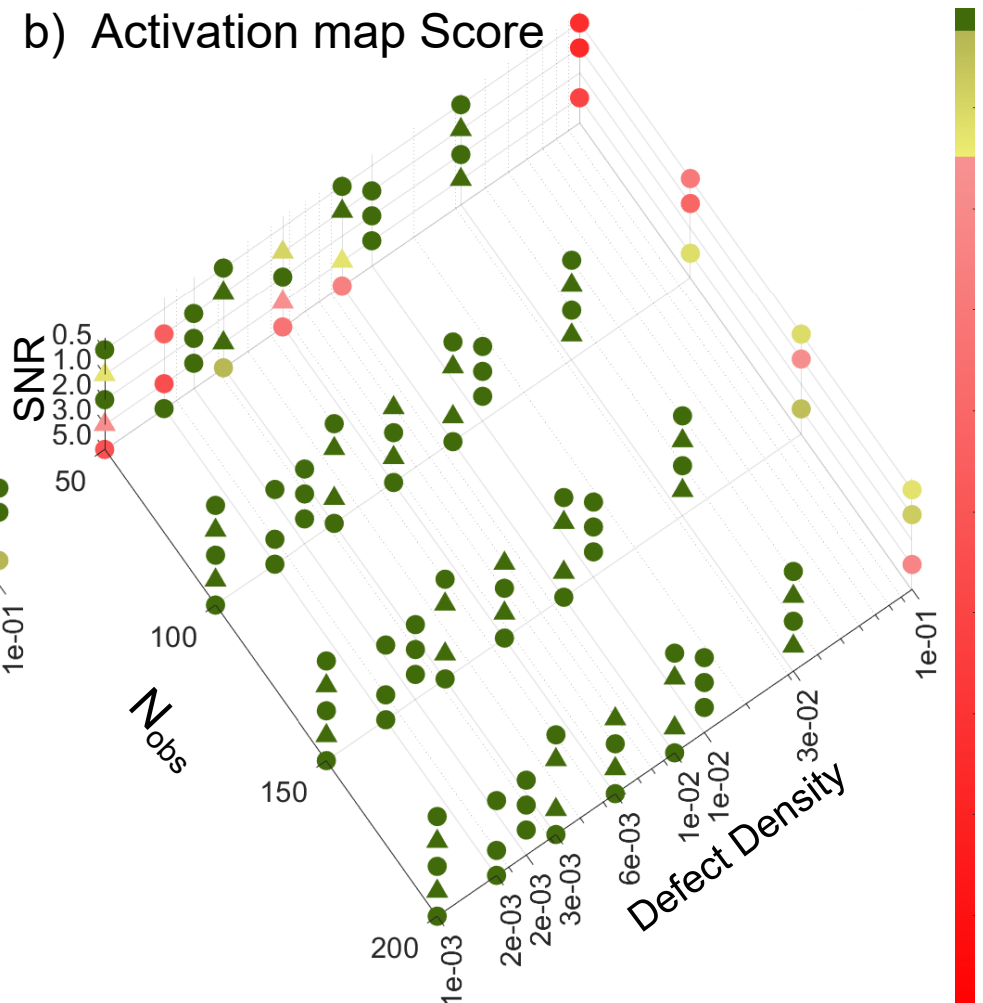 b) Activation map Score
SNR
0.5
1.0
2.0
3.0
5.0
50
100
150
200
Nobs
1e-01
1e-03
2e-03
2e-03
3e-03
6e-03
1e-02
1e-02
3e-02
1e-01
Defect Density